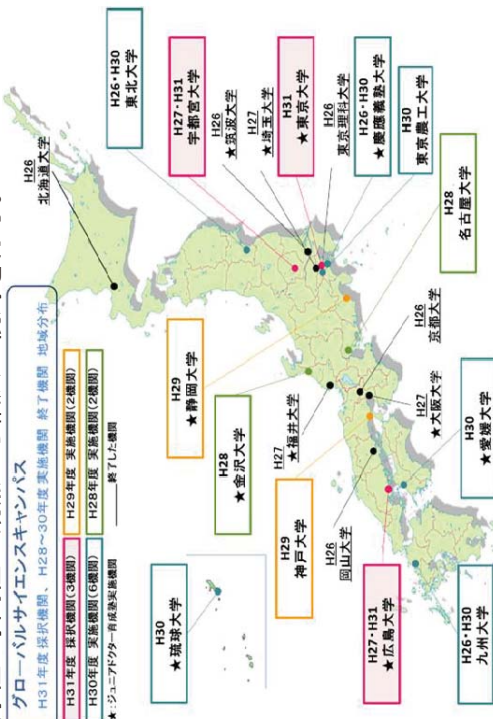 グローバルサイエンスキャンパス
H31年度 採択機関、H28～30年度 実施機関 終了機関 地域分布
H31年度 採択機関(3機関)
H29年度 実施機関(2機関)
H30年度 実施機関(6機関)
H28年度 実施機関(2機関)
★:ジュニアドクター育成塾実施機関
終了した機関
H26
北海道大学
H26・H30
東北大学
H27・H31
宇都宮大学
H26
★筑波大学
H27
★埼玉大学
H31
★東京大学
H26
東京理科大学
H26・H30
★慶應義塾大学
H30
東京農工大学
H28
名古屋大学
H29
★静岡大学
H28
★金沢大学
H27
★福井大学
H26
京都大学
H27
★大阪大学
H29
神戸大学
H26
岡山大学
H30
★愛媛大学
H27・H31
★広島大学
H26・H30
九州大学
H30
★琉球大学